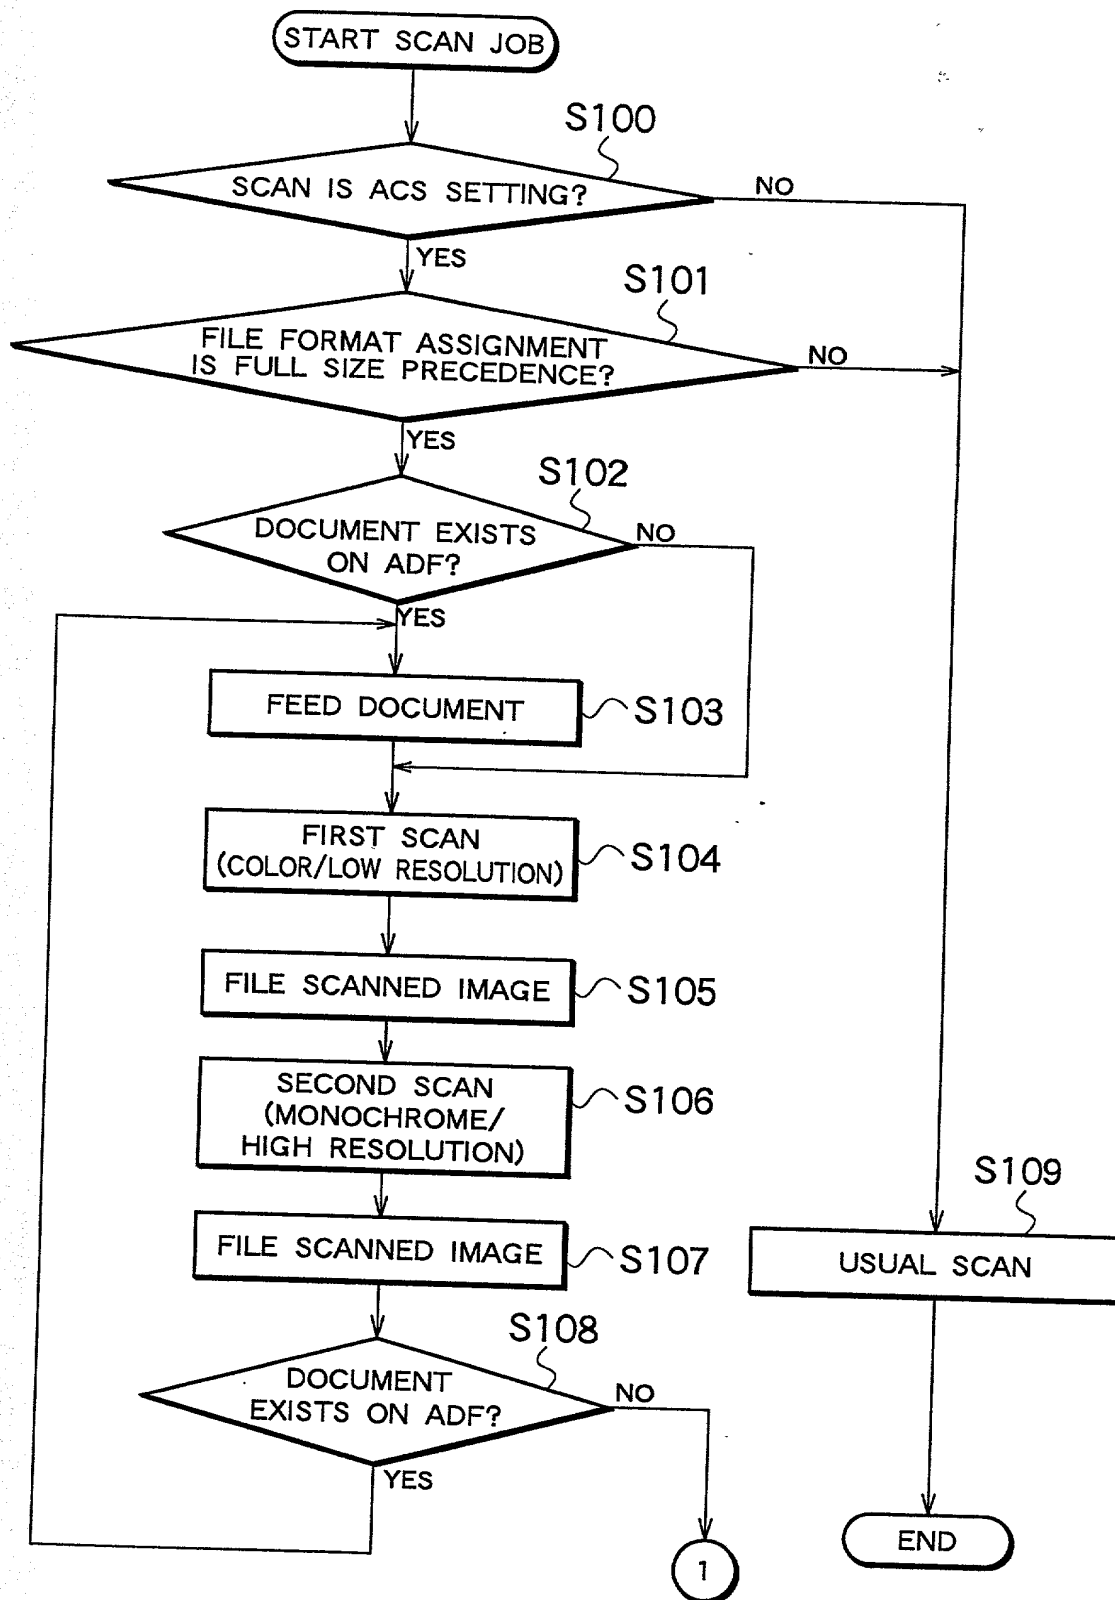 START SCAN JOB
S100
SCAN IS ACS SETTING?
NO
YES
S101
FILE FORMAT ASSIGNMENT
IS FULL SIZE PRECEDENCE?
NO
YES
S102
DOCUMENT EXISTS
ON ADF?
NO
YES
FEED DOCUMENT
S103
FIRST SCAN
(COLOR/LOW RESOLUTION)
S104
FILE SCANNED IMAGE
S105
SECOND SCAN
(MONOCHROME/
HIGH RESOLUTION)
S106
FILE SCANNED IMAGE
S107
S109
USUAL SCAN
S108
DOCUMENT
EXISTS ON ADF?
NO
YES
END
1